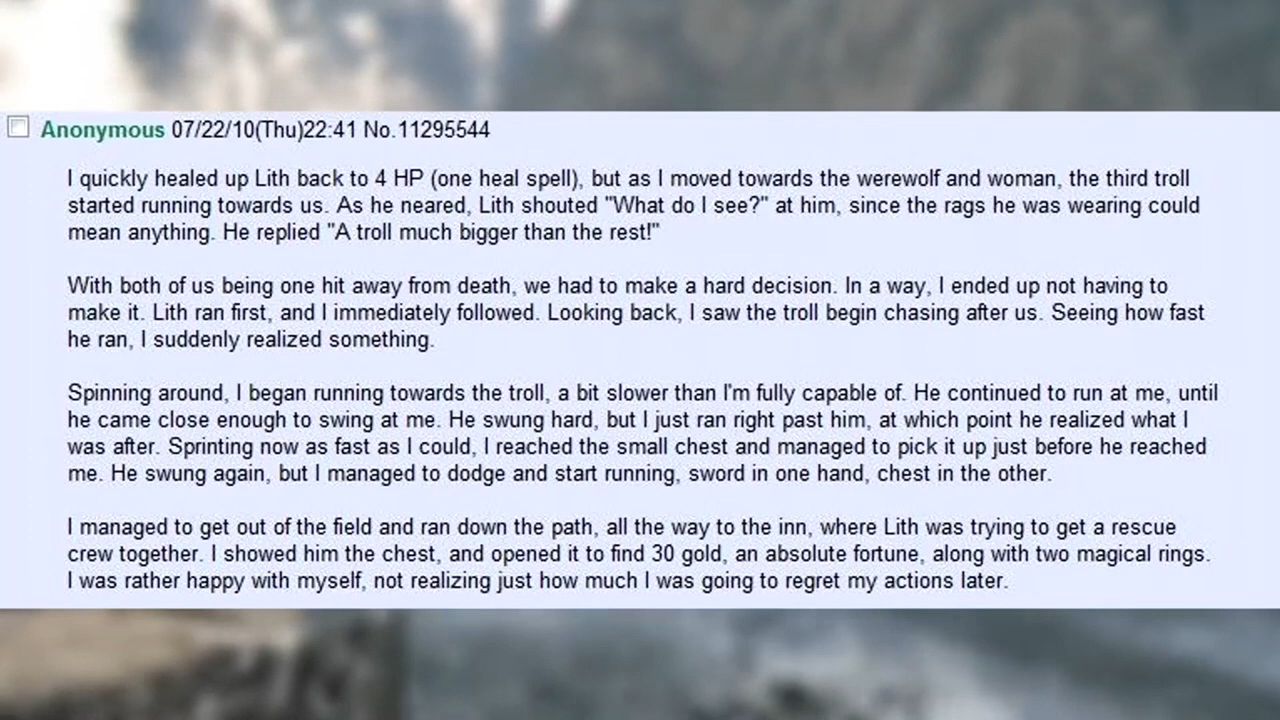 Anonymous 07/22/10(Thu)22:41 No.11295544
I quickly healed up Lith back to 4 HP (one heal spell), but as I moved towards the werewolf and woman, the third troll
started running towards us. As he neared, Lith shouted "What do I see?" at him, since the rags he was wearing could
mean anything. He replied "A troll much bigger than the rest!"
With both of us being one hit away from death, we had to make a hard decision. In a way, I ended up not having to
make it. Lith ran first, and I immediately followed. Looking back, I saw the troll begin chasing after us. Seeing how fast
he ran, I suddenly realized something.
Spinning around, I began running towards the troll, a bit slower than I'm fully capable of. He continued to run at me, until
he came close enough to swing at me. He swung hard, but I just ran right past him, at which point he realized what I
was after. Sprinting now as fast as I could, I reached the small chest and managed to pick it up just before he reached
me. He swung again, but I managed to dodge and start running, sword in one hand, chest in the other.
I managed to get out of the field and ran down the path, all the way to the inn, where Lith was trying to get a rescue
crew together. I showed him the chest, and opened it to find 30 gold, an absolute fortune, along with two magical rings.
I was rather happy with myself, not realizing just how much I was going to regret my actions later.